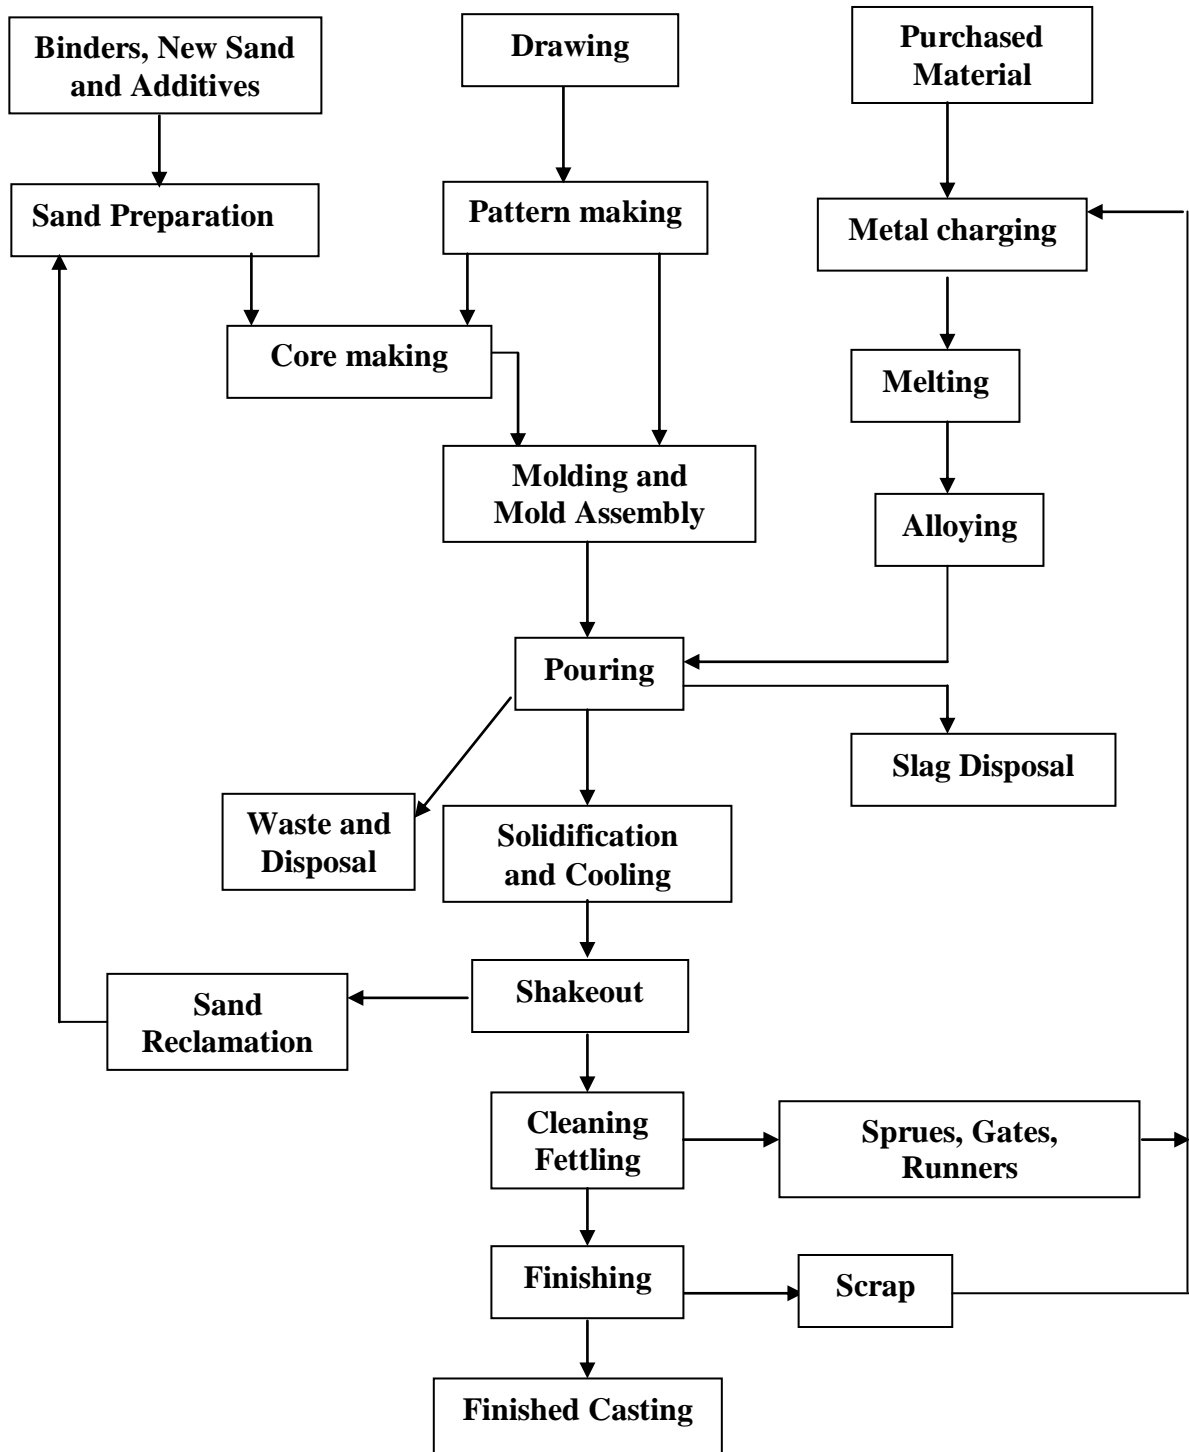 Binders, New Sand
and Additives
Drawing
Purchased
Material
Sand Preparation
Pattern making
Metal charging
Core making
Melting
Molding and
Mold Assembly
Alloying
Pouring
Slag Disposal
Waste and
Disposal
Solidification
and Cooling
Shakeout
Sand
Reclamation
Cleaning
Fettling
Sprues, Gates,
Runners
Finishing
Scrap
Finished Casting